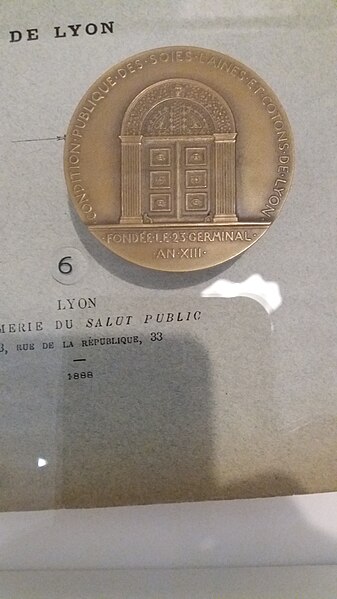 DE LYON
CONDITION·PUBLIQUE·DES·SOIES·LAINES·ET·COTONS·DE·LYON
·FONDÉE·LE·23·GERMINAL·
·AN·XIII·
6
LYON
MERIE DU SALUT PUBLIC
3, RUE DE LA RÉPUBLIQUE, 33
1888